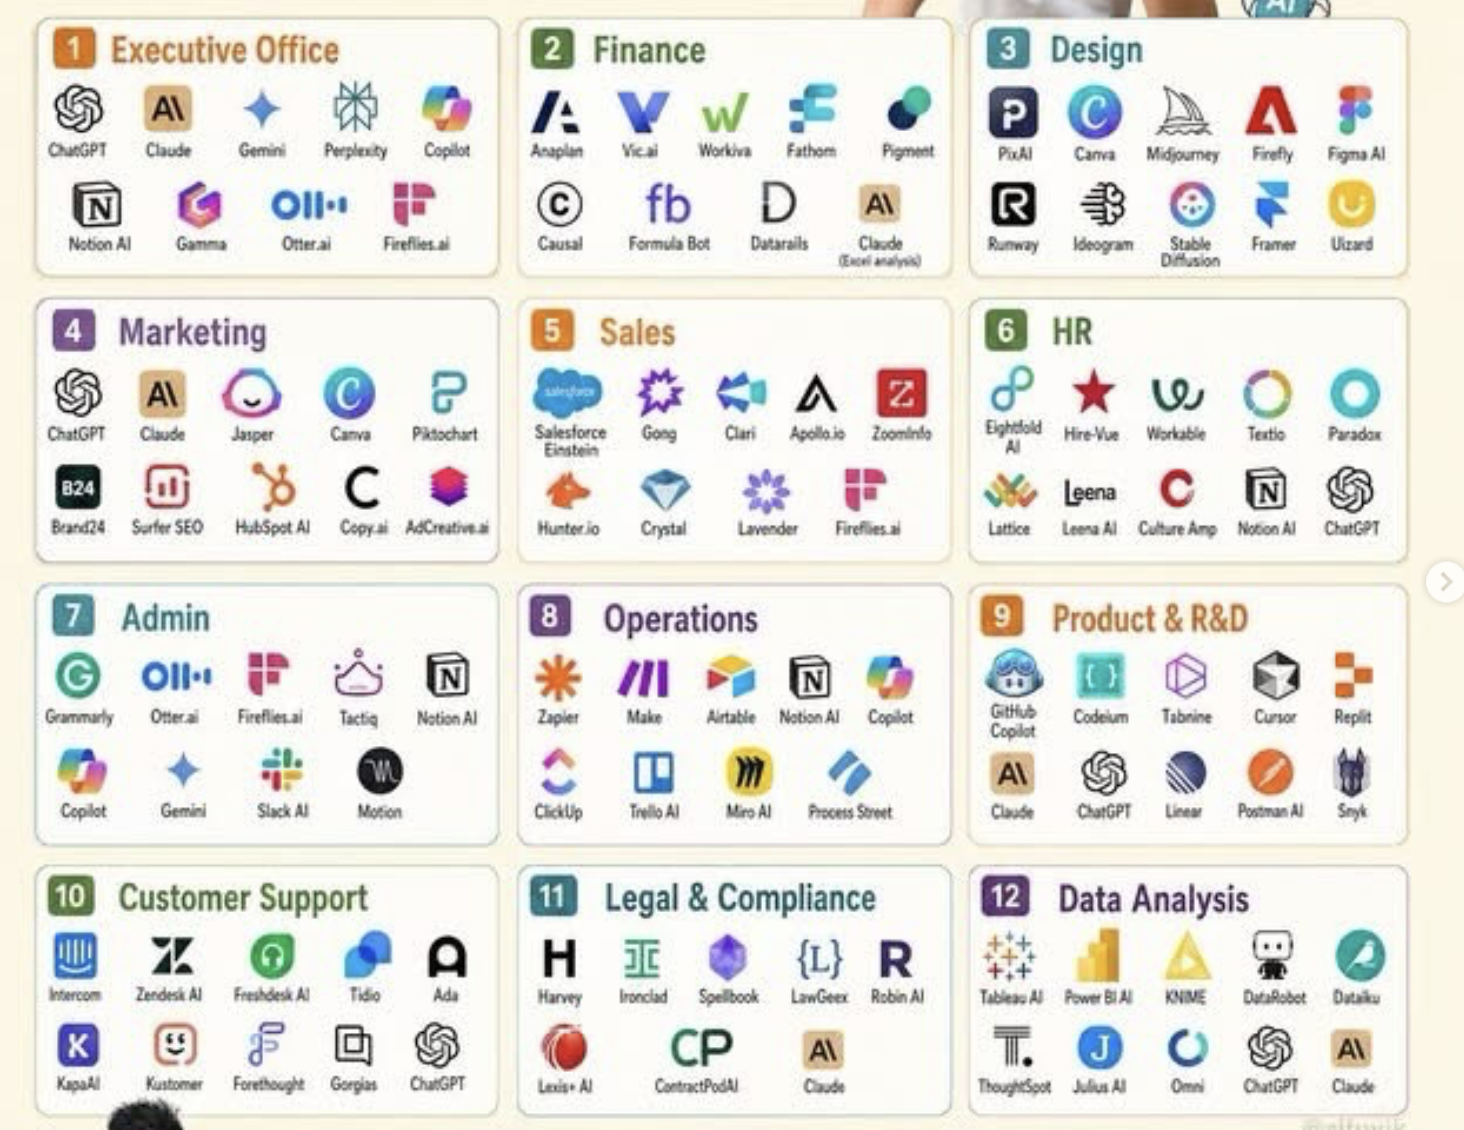 1 Executive Office
ChatGPT Claude Gemini Perplexity Copilot
Notion AI Gamma Otter.ai Fireflies.ai
2 Finance
Anaplan Vic.ai Workiva Fathom Pigment
Causal Formula Bot Datarails Claude
(Excel analysis)
3 Design
PixAI Canva Midjourney Firefly Figma AI
Runway Ideogram Stable Diffusion Framer Uizard
4 Marketing
ChatGPT Claude Jasper Canva Piktochart
B24
Brand24 Surfer SEO HubSpot AI Copy.ai AdCreative.ai
5 Sales
salesforce
Salesforce Einstein Gong Clari Apollo.io ZoomInfo
Hunter.io Crystal Lavender Fireflies.ai
6 HR
Eightfold AI Hire-Vue Workable Textio Paradox
Leena
Lattice Leena AI Culture Amp Notion AI ChatGPT
7 Admin
Grammarly Otter.ai Fireflies.ai Tactiq Notion AI
Copilot Gemini Slack AI Motion
8 Operations
Zapier Make Airtable Notion AI Copilot
ClickUp Trello AI Miro AI Process Street
9 Product & R&D
GitHub Copilot Codeium Tabnine Cursor Replit
Claude ChatGPT Linear Postman AI Snyk
10 Customer Support
Intercom Zendesk AI Freshdesk AI Tidio Ada
KapaAI Kustomer Forethought Gorgias ChatGPT
11 Legal & Compliance
Harvey Ironclad Spellbook LawGeex Robin AI
Lexis+ AI ContractPodAI Claude
12 Data Analysis
Tableau AI Power BI AI KNIME DataRobot Dataiku
ThoughtSpot Julius AI Omni ChatGPT Claude